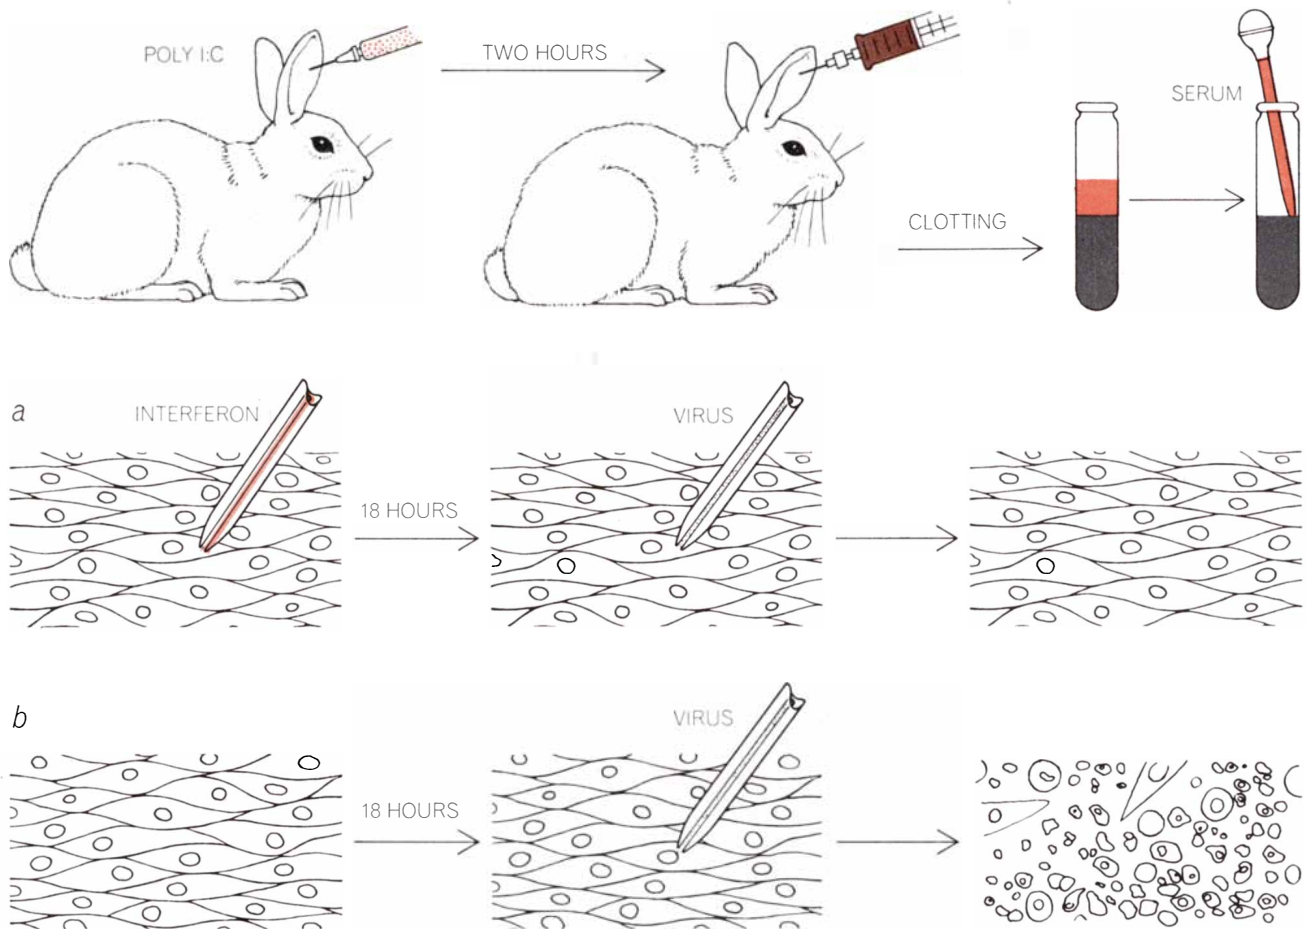 POLY I:C
TWO HOURS
SERUM
CLOTTING
a
INTERFERON
18 HOURS
VIRUS
b
18 HOURS
VIRUS